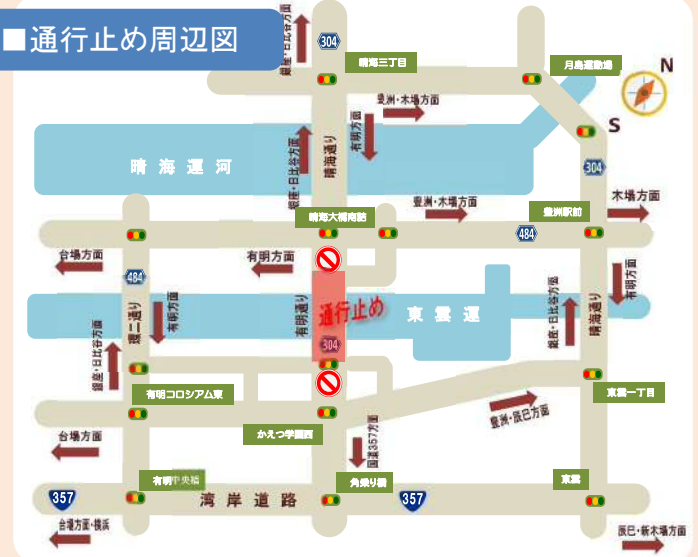 ■通行止め周辺図
304
銀座・日比谷方面
晴海三丁目
月島運動場
N
S
豊洲・木場方面
有明方面
晴海通り
銀座・日比谷方面
晴海運河
304
木場方面
晴海大橋南詰
豊洲・木場方面
豊洲駅前
484
台場方面
有明方面
484
有明方面
環二通り
銀座・日比谷方面
有明通り
通行止め
304
東雲運
銀座・日比谷方面
晴海通り
有明方面
有明コロシアム東
東雲一丁目
かえつ学園西
豊洲・辰巳方面
台場方面
国道357方面
有明中央橋
角乗り橋
東雲
357
湾岸道路
357
台場方面・横浜
辰巳・新木場方面